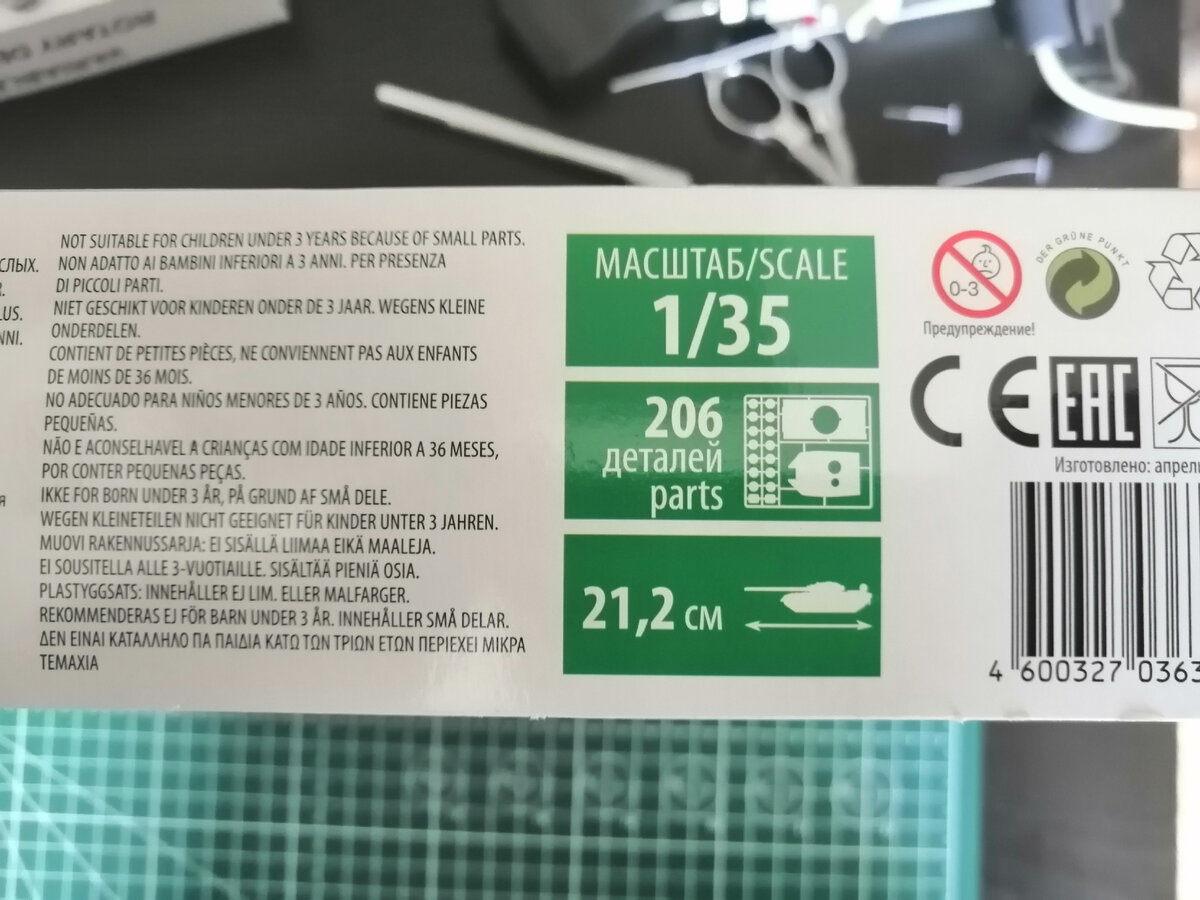 ROTARY
СЛЫХ.
R.
LUS.
NNI.
Я
NOT SUITABLE FOR CHILDREN UNDER 3 YEARS BECAUSE OF SMALL PARTS.
NON ADATTO AI BAMBINI INFERIORI A 3 ANNI. PER PRESENZA
DI PICCOLI PARTI.
NIET GESCHIKT VOOR KINDEREN ONDER DE 3 JAAR. WEGENS KLEINE
ONDERDELEN.
CONTIENT DE PETITES PIÈCES, NE CONVIENNENT PAS AUX ENFANTS
DE MOINS DE 36 MOIS.
NO ADECUADO PARA NIÑOS MENORES DE 3 AÑOS. CONTIENE PIEZAS
PEQUEÑAS.
NÃO E ACONSELHAVEL A CRIANÇAS COM IDADE INFERIOR A 36 MESES,
POR CONTER PEQUENAS PEÇAS.
IKKE FOR BORN UNDER 3 ÅR, PÅ GRUND AF SMÅ DELE.
WEGEN KLEINETEILEN NICHT GEEIGNET FÜR KINDER UNTER 3 JAHREN.
MUOVI RAKENNUSSARJA: EI SISÄLLÄ LIIMAA EIKÄ MAALEJA.
EI SOUSITELLA ALLE 3-VUOTIAILLE. SISÄLTÄÄ PIENIÄ OSIA.
PLASTYGGSATS: INNEHÅLLER EJ LIM. ELLER MALFARGER.
REKOMMENDERAS EJ FÖR BARN UNDER 3 ÅR. INNEHÅLLER SMÅ DELAR.
ΔΕΝ ΕΙΝΑΙ ΚΑΤΑΛΛΗΛΟ ΠΑ ΠΑΙΔΙΑ ΚΑΤΩ ΤΩΝ ΤΡΙΩΝ ΕΤΩΝ ΠΕΡΙΕΧΕΙ ΜΙΚΡΑ
ΤΕΜΑΧΙΑ
МАСШТАБ/SCALE
1/35
206
деталей
parts
21,2 см
0-3
Предупреждение!
DER GRÜNE PUNKT
CE EAC
Изготовлено: апрель
4 600327 0363